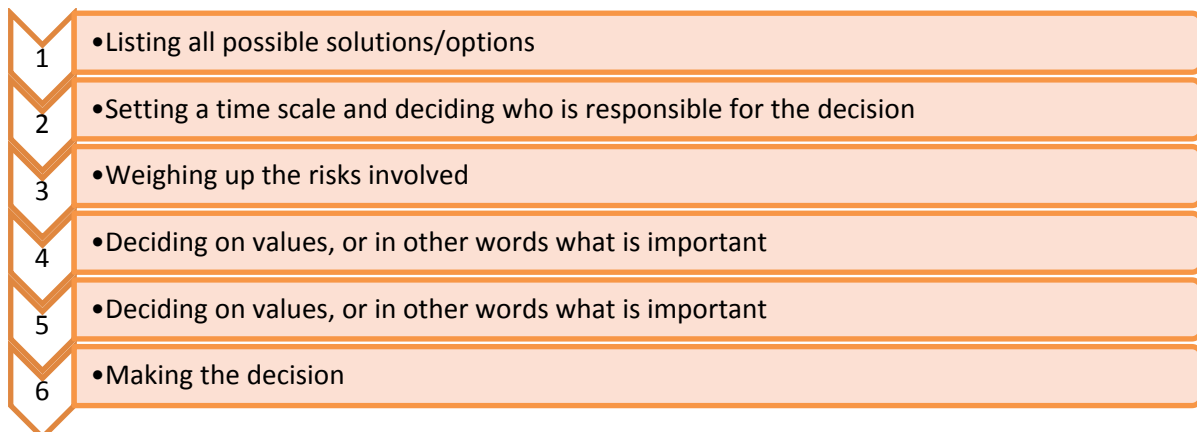 1 •Listing all possible solutions/options
2 •Setting a time scale and deciding who is responsible for the decision
3 •Weighing up the risks involved
4 •Deciding on values, or in other words what is important
5 •Deciding on values, or in other words what is important
6 •Making the decision